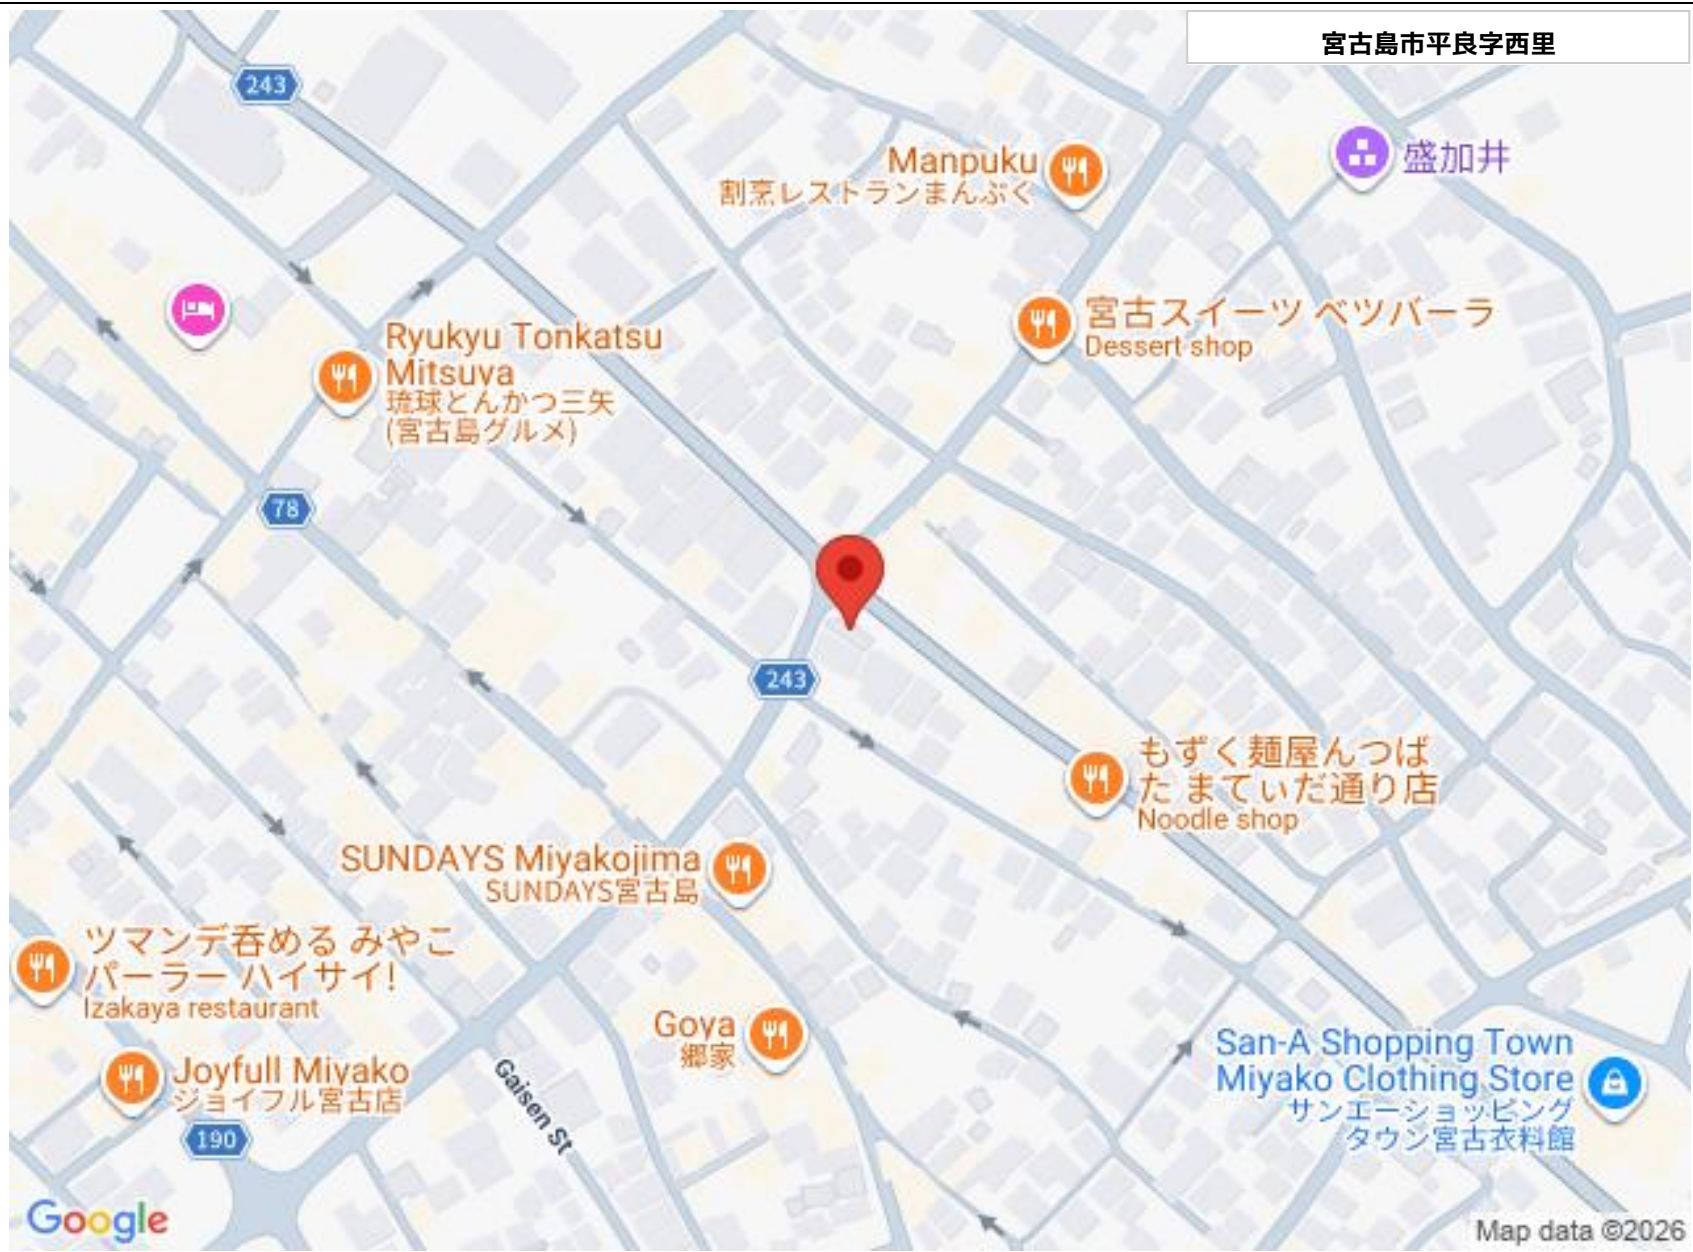 宮古島市平良字西里
243
Manpuku
割烹レストランまんぷく
盛加井
宮古スイーツ ベツバーラ
Dessert shop
Ryukyu Tonkatsu
Mitsuya
琉球とんかつ三矢
(宮古島グルメ)
78
243
もずく麺屋んつば
た まてぃだ通り店
Noodle shop
SUNDAYS Miyakojima
SUNDAYS宮古島
ツマンデ呑める みやこ
パーラー ハイサイ!
Izakaya restaurant
Goya
郷家
Joyfull Miyako
ジョイフル宮古店
190
Gaisen St
San-A Shopping Town
Miyako Clothing Store
サンエーショッピング
タウン宮古衣料館
Google
Map data ©2026